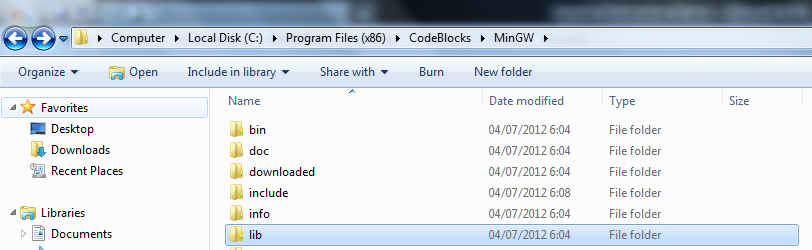 Computer Local Disk (C:) Program Files (x86) CodeBlocks MinGW
Organize Open Include in library Share with Burn New folder
Favorites
Desktop
Downloads
Recent Places
Libraries
Documents
Name Date modified Type Size
bin 04/07/2012 6:04 File folder
doc 04/07/2012 6:04 File folder
downloaded 04/07/2012 6:04 File folder
include 04/07/2012 6:08 File folder
info 04/07/2012 6:04 File folder
lib 04/07/2012 6:04 File folder